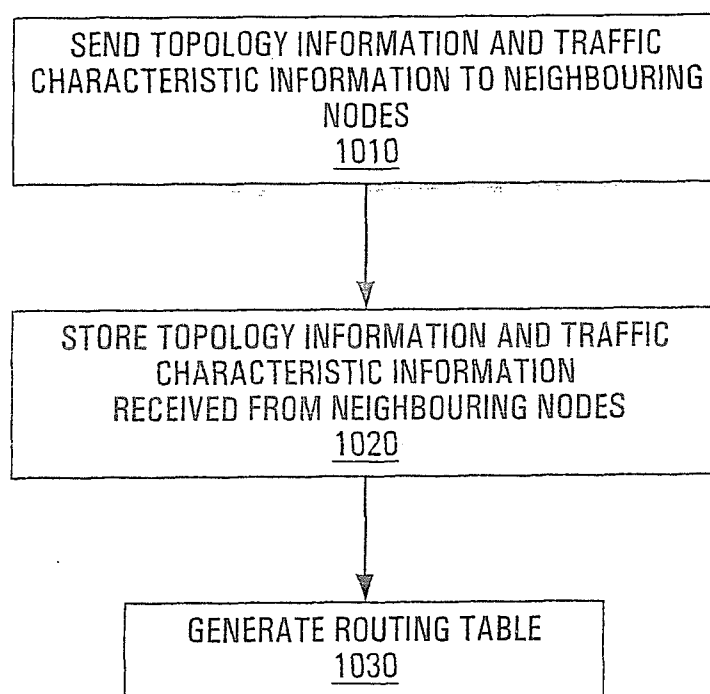 SEND TOPOLOGY INFORMATION AND TRAFFIC
CHARACTERISTIC INFORMATION TO NEIGHBOURING
NODES
1010
STORE TOPOLOGY INFORMATION AND TRAFFIC
CHARACTERISTIC INFORMATION
RECEIVED FROM NEIGHBOURING NODES
1020
GENERATE ROUTING TABLE
1030